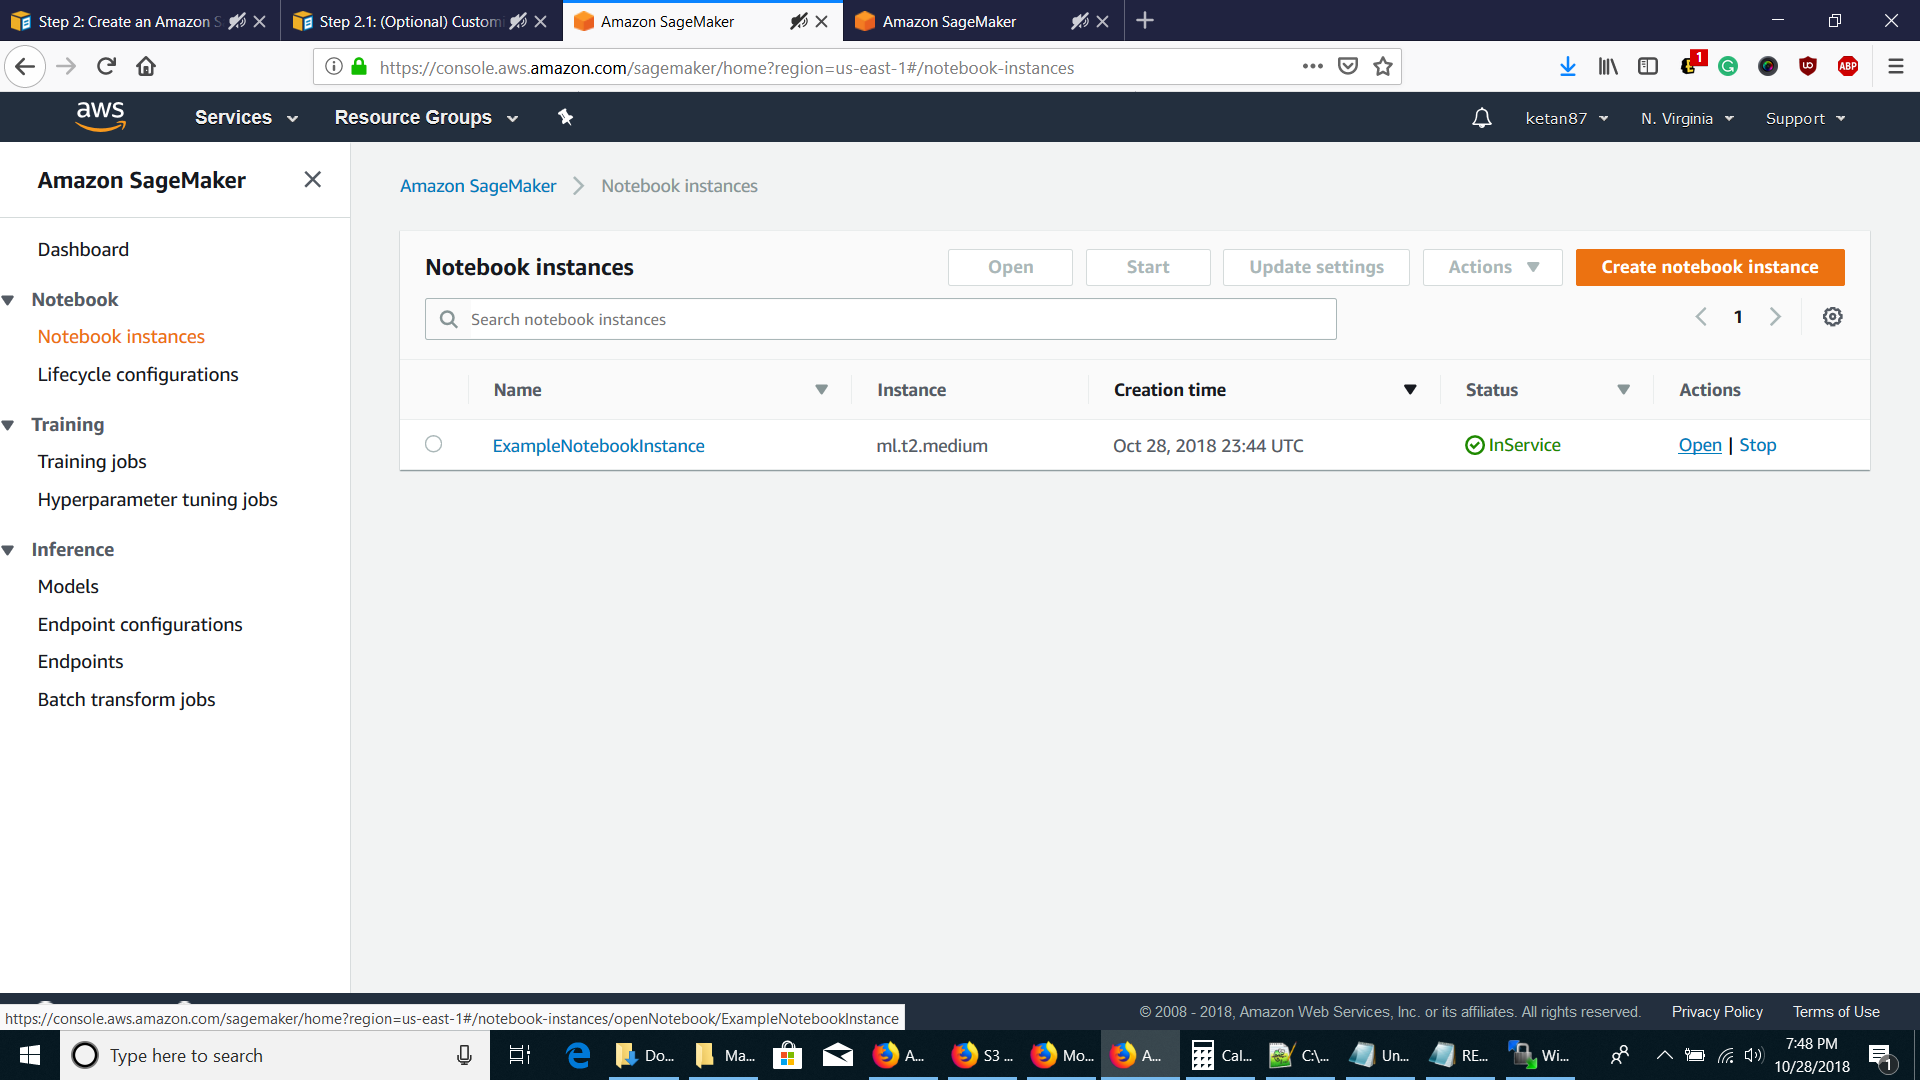 Step 2: Create an Amazon S
Step 2.1: (Optional) Custom
Amazon SageMaker
Amazon SageMaker
https://console.aws.amazon.com/sagemaker/home?region=us-east-1#/notebook-instances
1
ABP
aws
Services
Resource Groups
ketan87
N. Virginia
Support
Amazon SageMaker
Dashboard
Notebook
Notebook instances
Lifecycle configurations
Training
Training jobs
Hyperparameter tuning jobs
Inference
Models
Endpoint configurations
Endpoints
Batch transform jobs
Amazon SageMaker
Notebook instances
Notebook instances
Open
Start
Update settings
Actions
Create notebook instance
Search notebook instances
1
Name
Instance
Creation time
Status
Actions
ExampleNotebookInstance
ml.t2.medium
Oct 28, 2018 23:44 UTC
InService
Open | Stop
https://console.aws.amazon.com/sagemaker/home?region=us-east-1#/notebook-instances/openNotebook/ExampleNotebookInstance
© 2008 - 2018, Amazon Web Services, Inc. or its affiliates. All rights reserved.
Privacy Policy
Terms of Use
Type here to search
Do...
Ma...
A...
S3 ...
Mo...
A...
Cal...
C:\...
Un...
RE...
Wi...
7:48 PM
10/28/2018
1